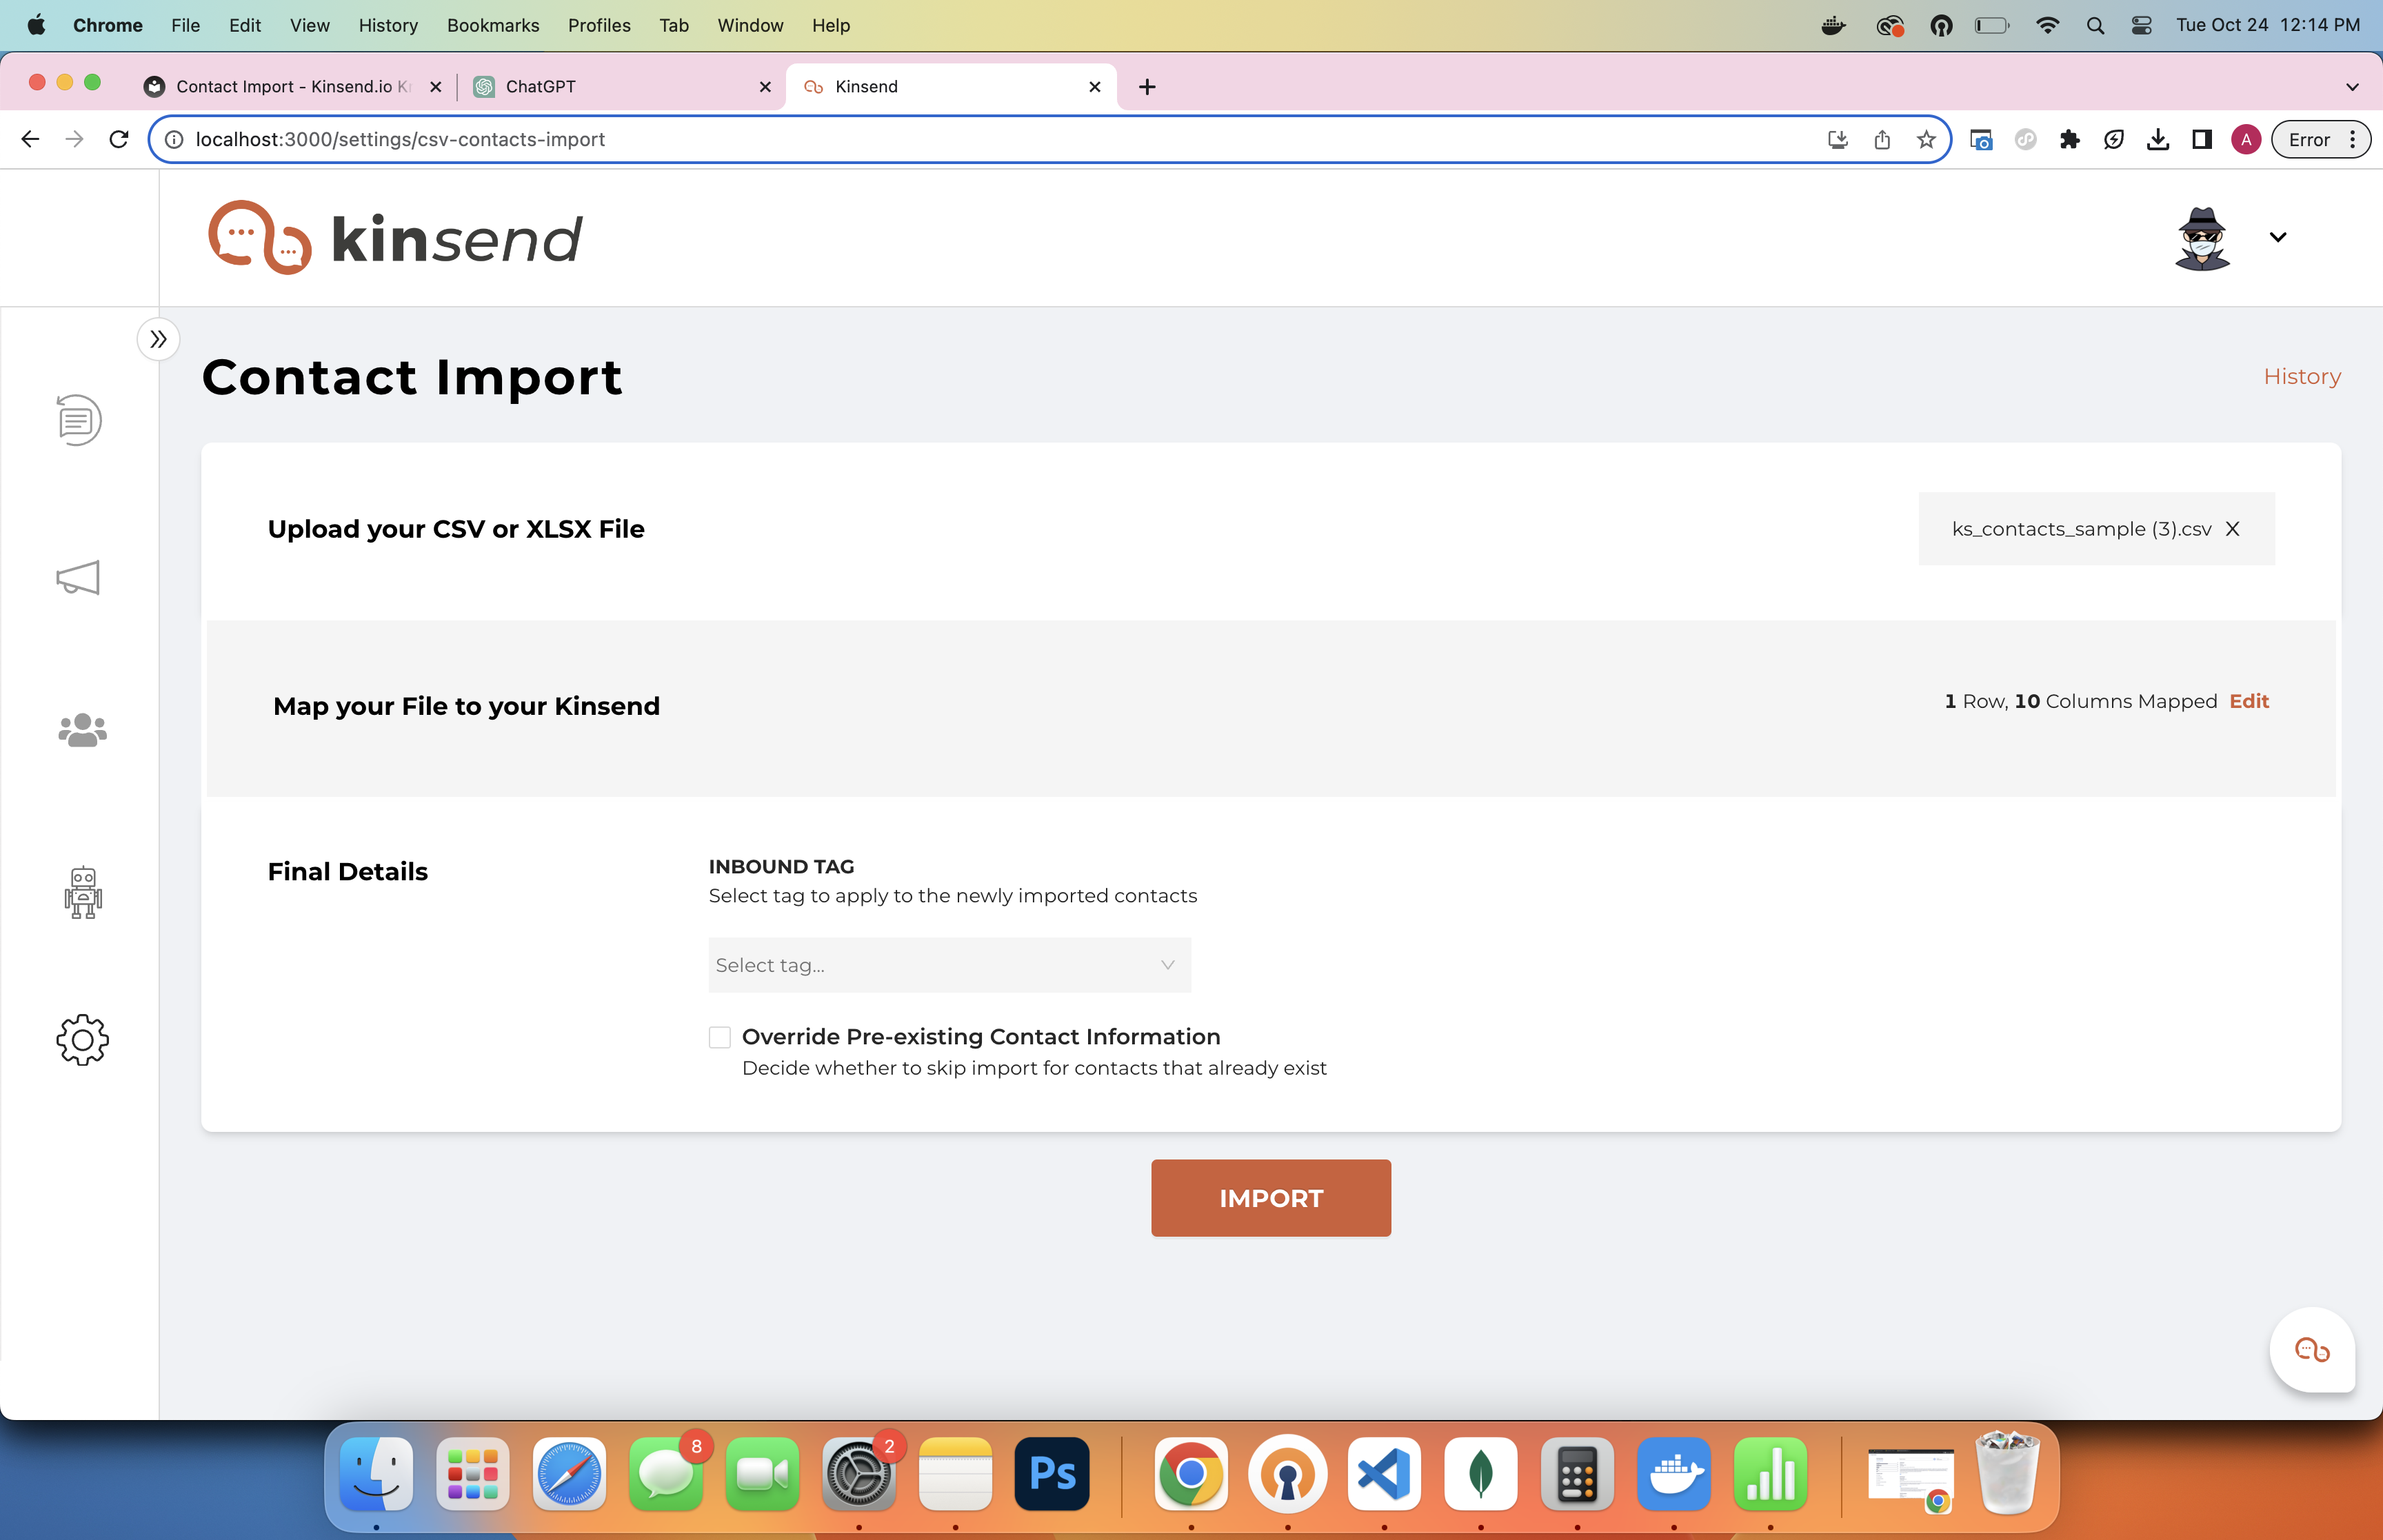 Chrome File Edit View History Bookmarks Profiles Tab Window Help Tue Oct 24 12:14 PM
Contact Import - Kinsend.io ChatGPT Kinsend
localhost:3000/settings/csv-contacts-import A Error
kinsend
Contact Import History
Upload your CSV or XLSX File ks_contacts_sample (3).csv X
Map your File to your Kinsend 1 Row, 10 Columns Mapped Edit
Final Details INBOUND TAG
Select tag to apply to the newly imported contacts
Select tag...
Override Pre-existing Contact Information
Decide whether to skip import for contacts that already exist
IMPORT
8 2
Ps